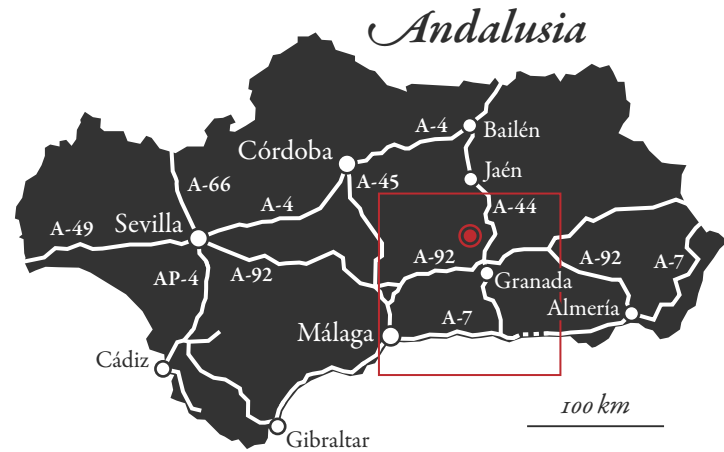 Andalusia
A-4
Bailén
Córdoba
Jaén
A-66
A-45
A-4
A-44
A-49
Sevilla
A-92
A-92
A-7
AP-4
A-92
Granada
Almería
A-7
Málaga
Cádiz
100 km
Gibraltar